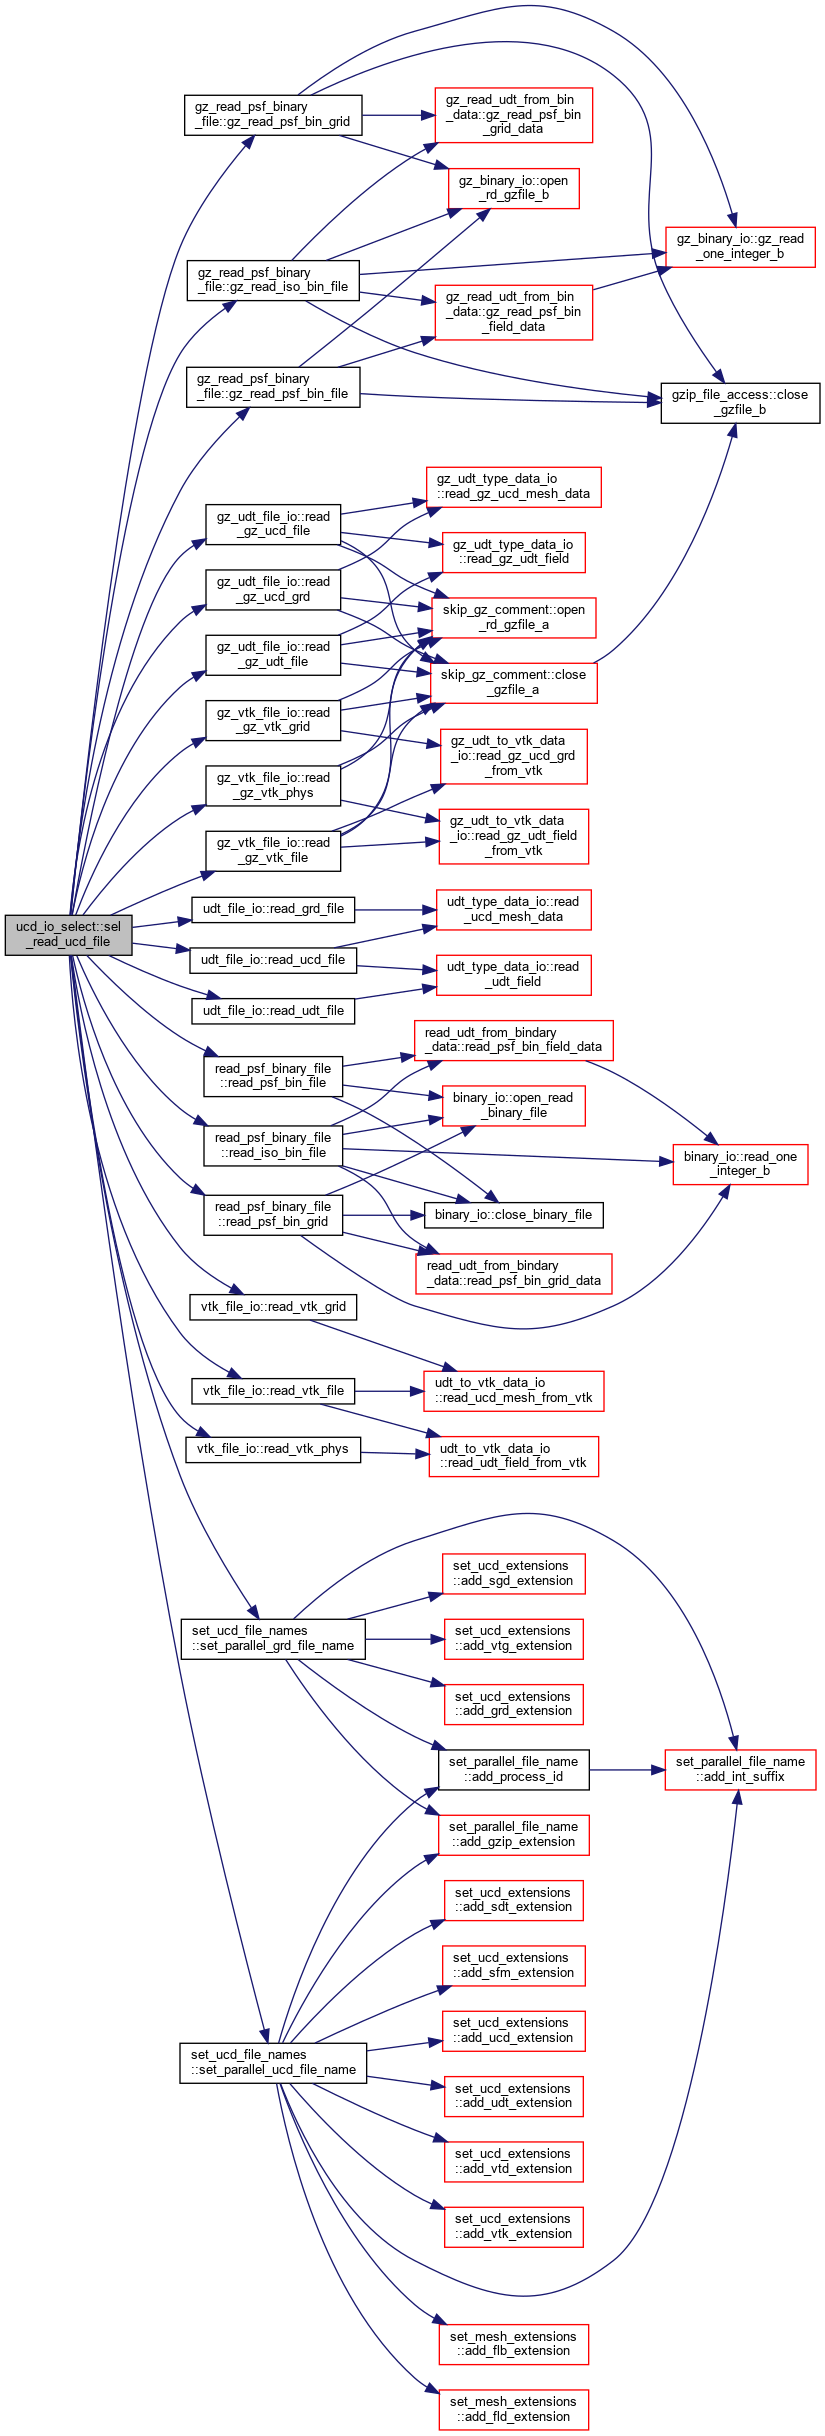 gz_read_psf_binary
_file::gz_read_psf_bin_grid
gz_read_udt_from_bin
_data::gz_read_psf_bin
_grid_data
gz_binary_io::open
_rd_gzfile_b
gz_binary_io::gz_read
_one_integer_b
gz_read_psf_binary
_file::gz_read_iso_bin_file
gz_read_udt_from_bin
_data::gz_read_psf_bin
_field_data
gz_read_psf_binary
_file::gz_read_psf_bin_file
gzip_file_access::close
_gzfile_b
gz_udt_type_data_io
::read_gz_ucd_mesh_data
gz_udt_file_io::read
_gz_ucd_file
gz_udt_type_data_io
::read_gz_udt_field
gz_udt_file_io::read
_gz_ucd_grd
skip_gz_comment::open
_rd_gzfile_a
gz_udt_file_io::read
_gz_udt_file
skip_gz_comment::close
_gzfile_a
gz_vtk_file_io::read
_gz_vtk_grid
gz_udt_to_vtk_data
_io::read_gz_ucd_grd
_from_vtk
gz_vtk_file_io::read
_gz_vtk_phys
gz_udt_to_vtk_data
_io::read_gz_udt_field
_from_vtk
gz_vtk_file_io::read
_gz_vtk_file
udt_file_io::read_grd_file
udt_type_data_io::read
_ucd_mesh_data
ucd_io_select::sel
_read_ucd_file
udt_file_io::read_ucd_file
udt_type_data_io::read
_udt_field
udt_file_io::read_udt_file
read_udt_from_bindary
_data::read_psf_bin_field_data
read_psf_binary_file
::read_psf_bin_file
binary_io::open_read
_binary_file
read_psf_binary_file
::read_iso_bin_file
binary_io::read_one
_integer_b
read_psf_binary_file
::read_psf_bin_grid
binary_io::close_binary_file
read_udt_from_bindary
_data::read_psf_bin_grid_data
vtk_file_io::read_vtk_grid
udt_to_vtk_data_io
::read_ucd_mesh_from_vtk
vtk_file_io::read_vtk_file
vtk_file_io::read_vtk_phys
udt_to_vtk_data_io
::read_udt_field_from_vtk
set_ucd_extensions
::add_sgd_extension
set_ucd_file_names
::set_parallel_grd_file_name
set_ucd_extensions
::add_vtg_extension
set_ucd_extensions
::add_grd_extension
set_parallel_file_name
::add_process_id
set_parallel_file_name
::add_int_suffix
set_parallel_file_name
::add_gzip_extension
set_ucd_extensions
::add_sdt_extension
set_ucd_extensions
::add_sfm_extension
set_ucd_extensions
::add_ucd_extension
set_ucd_file_names
::set_parallel_ucd_file_name
set_ucd_extensions
::add_udt_extension
set_ucd_extensions
::add_vtd_extension
set_ucd_extensions
::add_vtk_extension
set_mesh_extensions
::add_flb_extension
set_mesh_extensions
::add_fld_extension